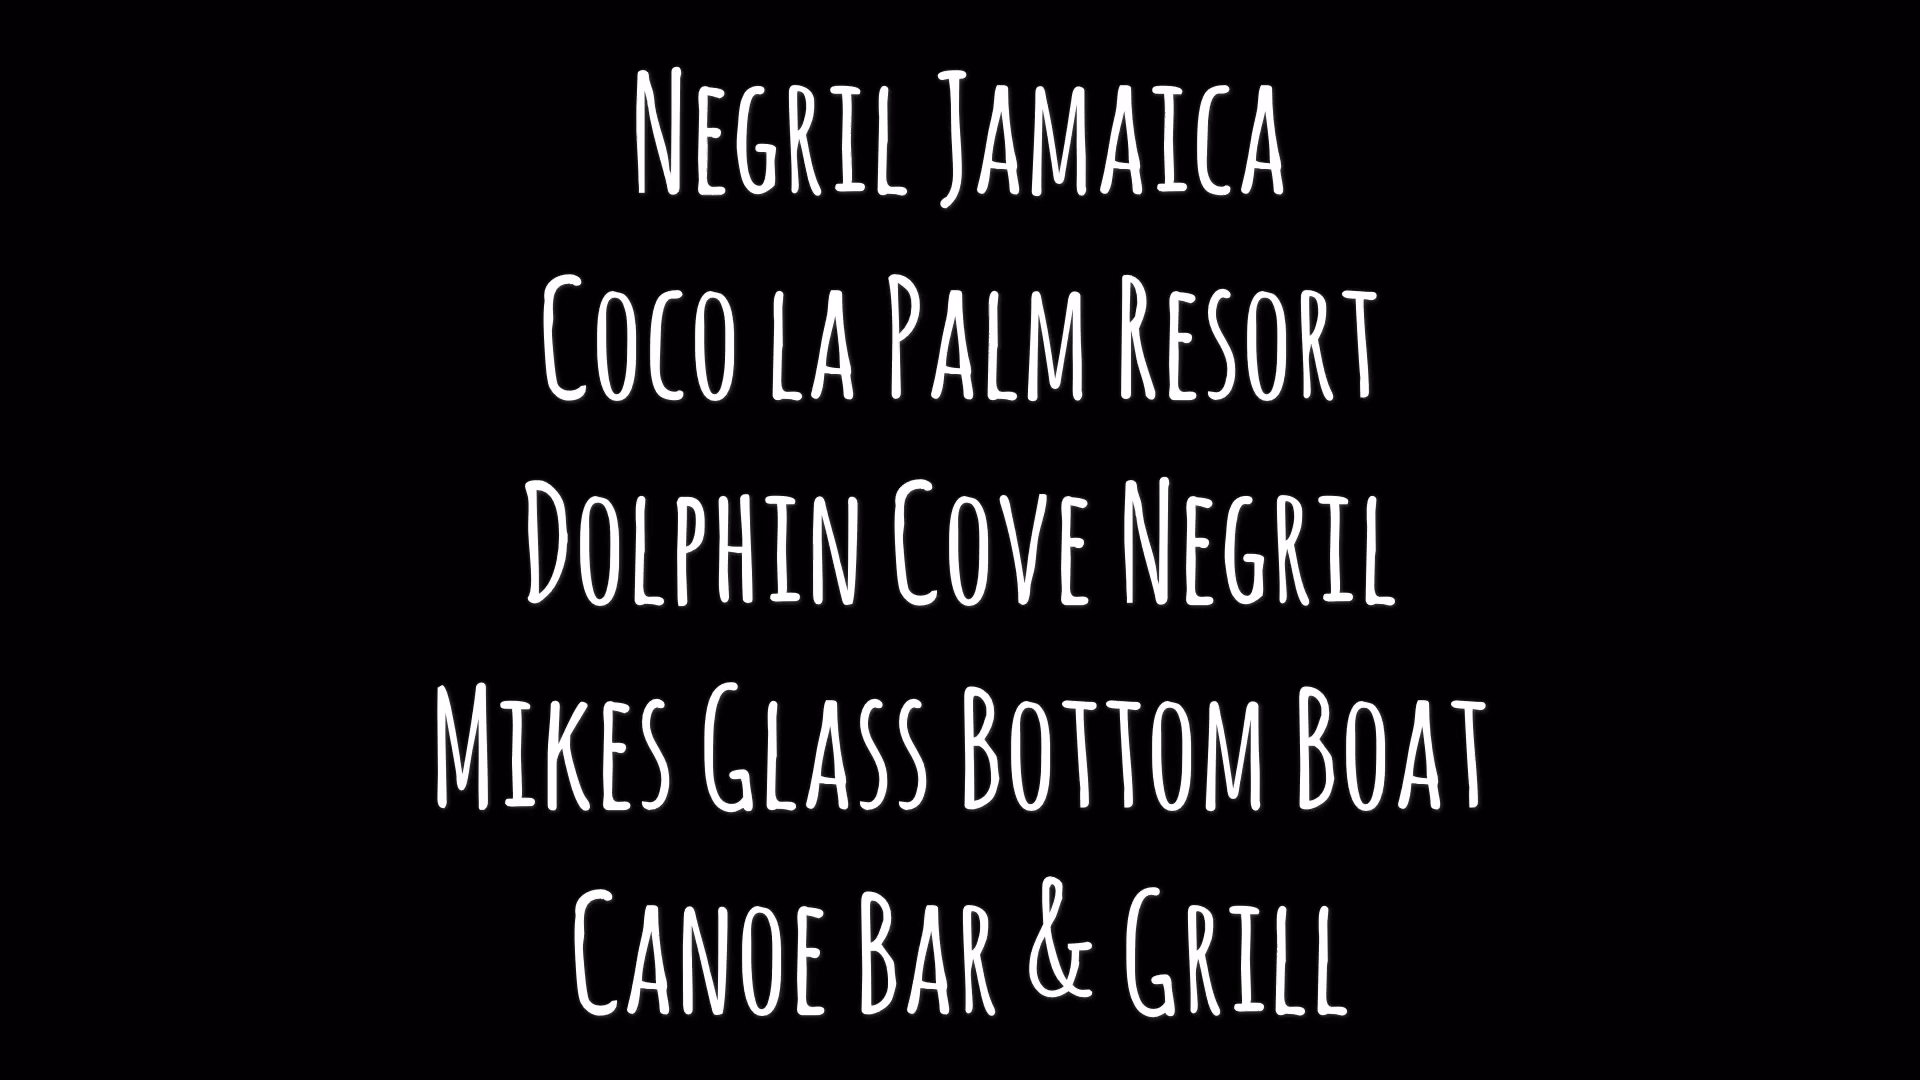 Negril Jamaica
Coco la Palm Resort
Dolphin Cove Negril
Mikes Glass Bottom Boat
Canoe Bar & Grill